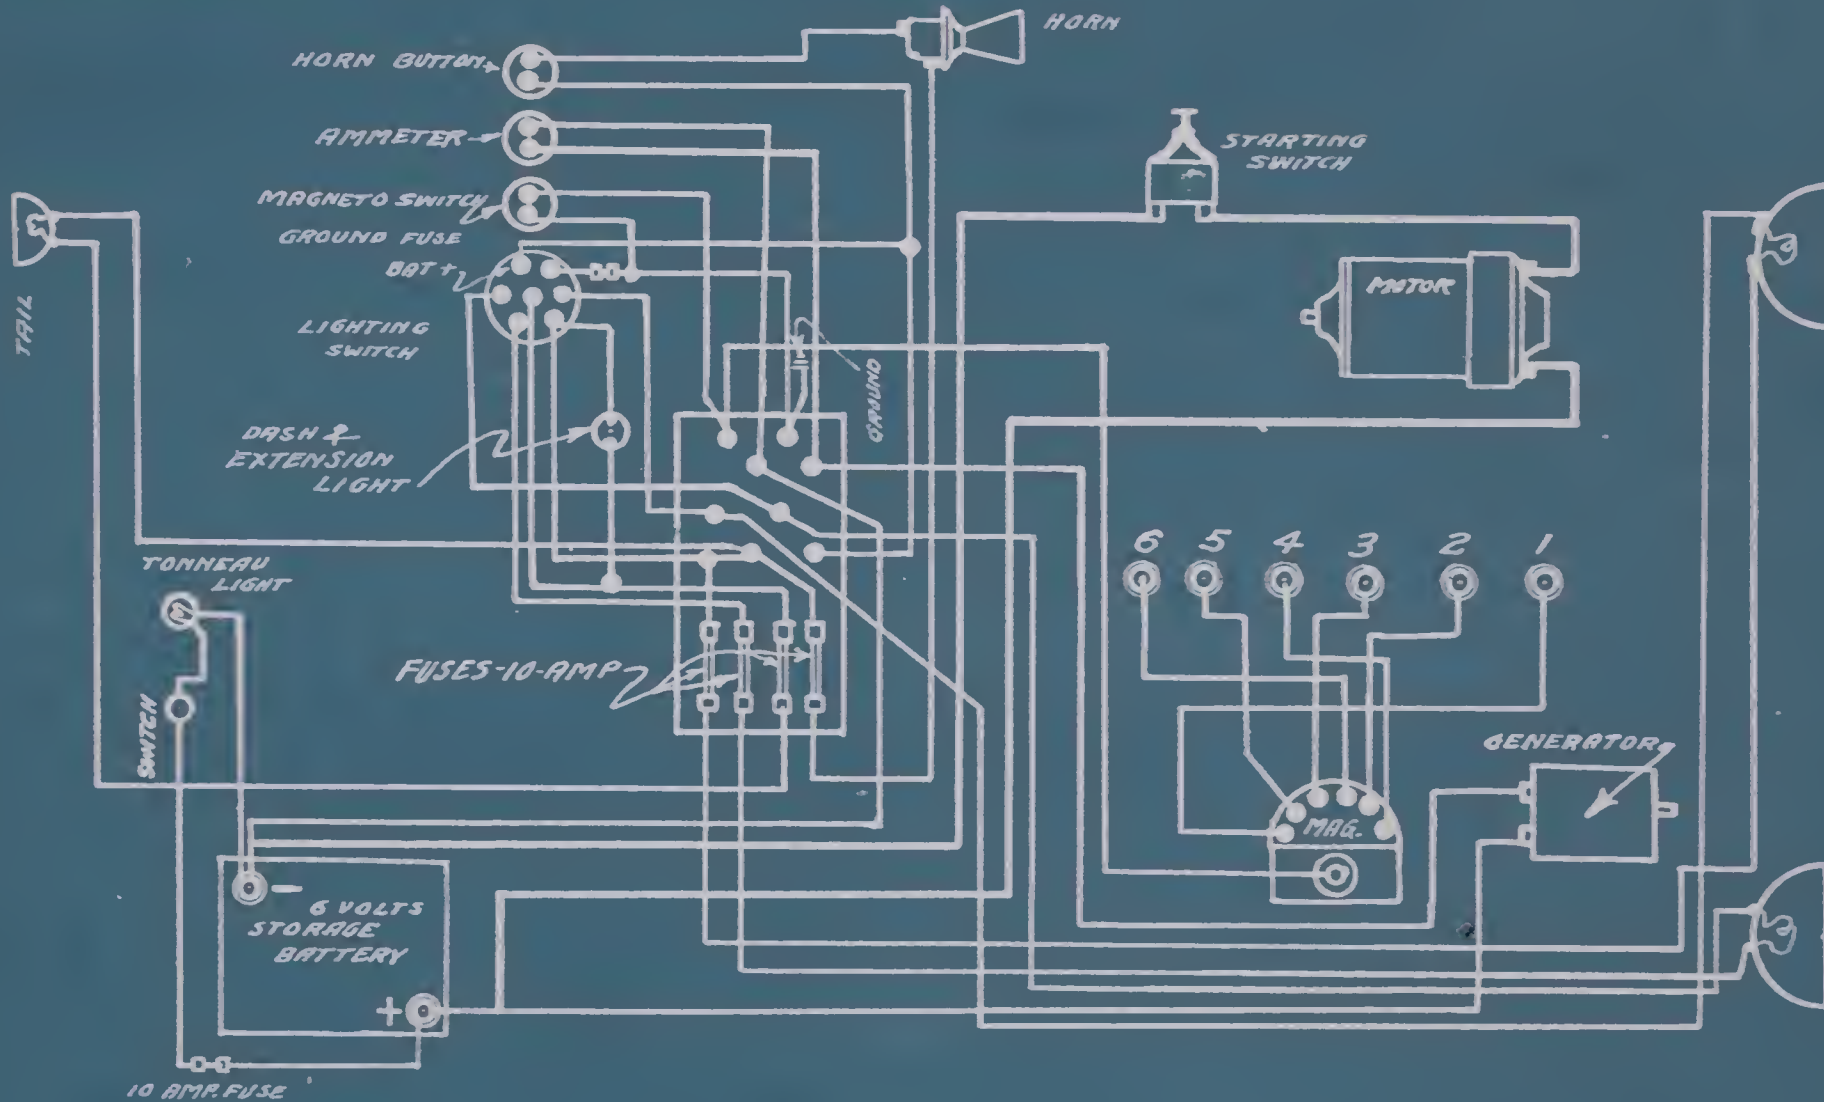 HORN
HORN BUTTON
AMMETER
STARTING
SWITCH
MAGNETO SWITCH
GROUND FUSE
BAT +
MOTOR
TAIL
LIGHTING
SWITCH
GROUND
DASH &
EXTENSION
LIGHT
6 5 4 3 2 1
TONNEAU
LIGHT
FUSES-10-AMP
SWITCH
GENERATOR
MAG.
-
6 VOLTS
STORAGE
BATTERY
+
10 AMP. FUSE